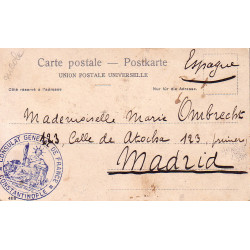 Carte postale — Postkarte
Espagne
UNION POSTALE UNIVERSELLE
Côté réservé à l'adresse
Nur für die Adresse.
Mademoiselle Marie Ombrecht
123, Calle de Atocha 123 primero
Madrid
CONSULAT GENERAL DE FRANCE
CONSTANTINOPLE